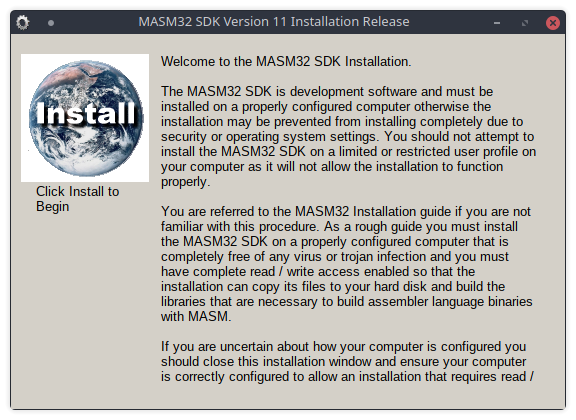 MASM32 SDK Version 11 Installation Release
Install
Click Install to
Begin
Welcome to the MASM32 SDK Installation.
The MASM32 SDK is development software and must be
installed on a properly configured computer otherwise the
installation may be prevented from installing completely due to
security or operating system settings. You should not attempt to
install the MASM32 SDK on a limited or restricted user profile on
your computer as it will not allow the installation to function
properly.
You are referred to the MASM32 Installation guide if you are not
familiar with this procedure. As a rough guide you must install
the MASM32 SDK on a properly configured computer that is
completely free of any virus or trojan infection and you must
have complete read / write access enabled so that the
installation can copy its files to your hard disk and build the
libraries that are necessary to build assembler language binaries
with MASM.
If you are uncertain about how your computer is configured you
should close this installation window and ensure your computer
is correctly configured to allow an installation that requires read /